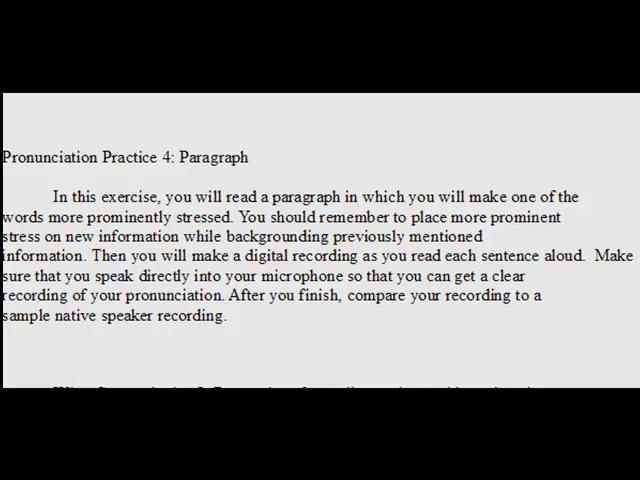 Pronunciation Practice 4: Paragraph
In this exercise, you will read a paragraph in which you will make one of the
words more prominently stressed. You should remember to place more prominent
stress on new information while backgrounding previously mentioned
information. Then you will make a digital recording as you read each sentence aloud.  Make
sure that you speak directly into your microphone so that you can get a clear
recording of your pronunciation. After you finish, compare your recording to a
sample native speaker recording.